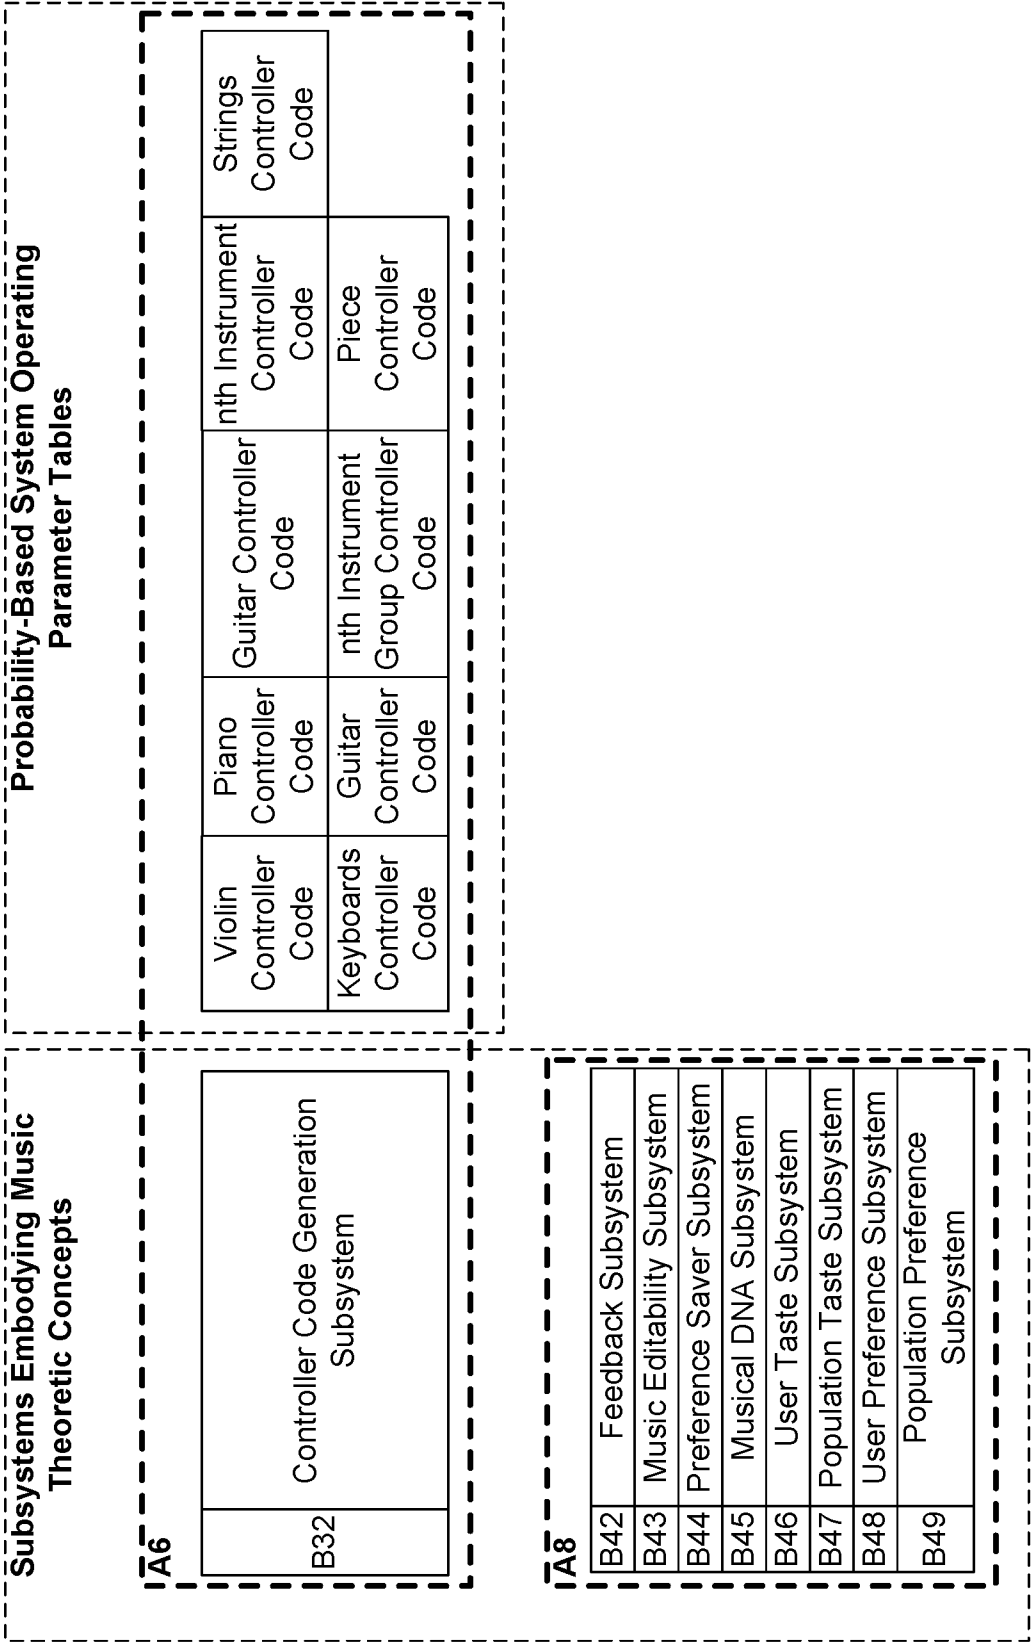 Subsystems Embodying Music
Theoretic Concepts
Probability-Based System Operating
Parameter Tables
A6
B32
Controller Code Generation
Subsystem
Violin
Controller
Code
Piano
Controller
Code
Guitar Controller
Code
nth Instrument
Controller
Code
Strings
Controller
Code
Keyboards
Controller
Code
Guitar
Controller
Code
nth Instrument
Group Controller
Code
Piece
Controller
Code
A8
B42 Feedback Subsystem
B43 Music Editability Subsystem
B44 Preference Saver Subsystem
B45 Musical DNA Subsystem
B46 User Taste Subsystem
B47 Population Taste Subsystem
B48 User Preference Subsystem
B49 Population Preference
Subsystem